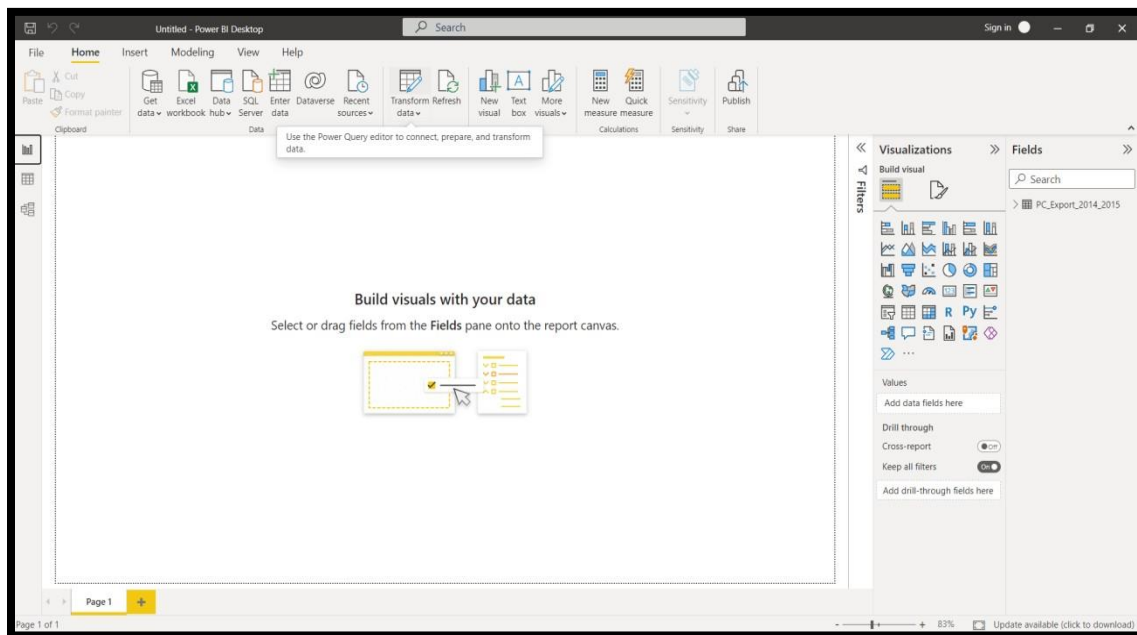 Untitled - Power BI Desktop
Search
Sign in
File Home Insert Modeling View Help
Paste
Cut
Copy
Format painter
Clipboard
Get data
Excel workbook
Data hub
SQL Server
Enter data
Dataverse
Recent sources
Data
Transform data
Refresh
New visual
Text box
More visuals
New measure
Quick measure
Calculations
Sensitivity
Sensitivity
Publish
Share
Use the Power Query editor to connect, prepare, and transform
data.
Build visuals with your data
Select or drag fields from the Fields pane onto the report canvas.
Filters
Visualizations
Build visual
R Py
123
Values
Add data fields here
Drill through
Cross-report
Off
Keep all filters
On
Add drill-through fields here
Fields
Search
PC_Export_2014_2015
Page 1
Page 1 of 1
83%
Update available (click to download)